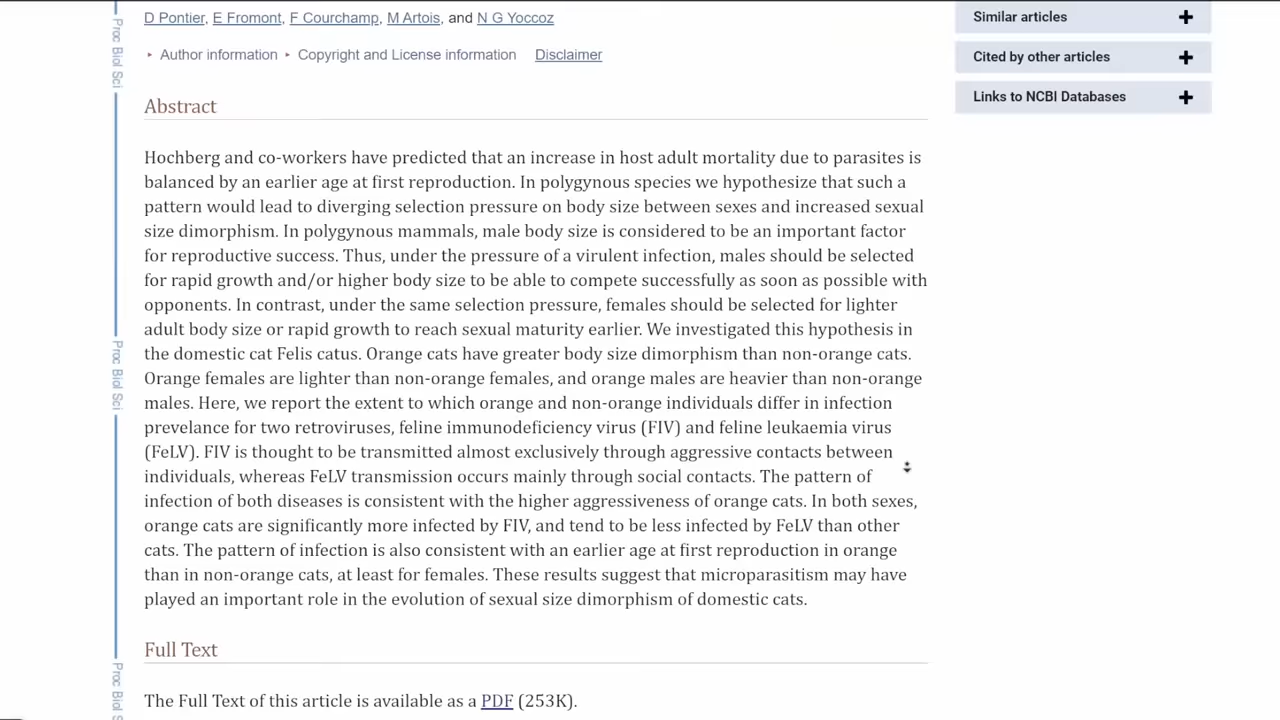 D Pontier, E Fromont, F Courchamp, M Artois, and N G Yoccoz
▸ Author information ▸ Copyright and License information Disclaimer
Abstract
Hochberg and co-workers have predicted that an increase in host adult mortality due to parasites is
balanced by an earlier age at first reproduction. In polygynous species we hypothesize that such a
pattern would lead to diverging selection pressure on body size between sexes and increased sexual
size dimorphism. In polygynous mammals, male body size is considered to be an important factor
for reproductive success. Thus, under the pressure of a virulent infection, males should be selected
for rapid growth and/or higher body size to be able to compete successfully as soon as possible with
opponents. In contrast, under the same selection pressure, females should be selected for lighter
adult body size or rapid growth to reach sexual maturity earlier. We investigated this hypothesis in
the domestic cat Felis catus. Orange cats have greater body size dimorphism than non-orange cats.
Orange females are lighter than non-orange females, and orange males are heavier than non-orange
males. Here, we report the extent to which orange and non-orange individuals differ in infection
prevelance for two retroviruses, feline immunodeficiency virus (FIV) and feline leukaemia virus
(FeLV). FIV is thought to be transmitted almost exclusively through aggressive contacts between
individuals, whereas FeLV transmission occurs mainly through social contacts. The pattern of
infection of both diseases is consistent with the higher aggressiveness of orange cats. In both sexes,
orange cats are significantly more infected by FIV, and tend to be less infected by FeLV than other
cats. The pattern of infection is also consistent with an earlier age at first reproduction in orange
than in non-orange cats, at least for females. These results suggest that microparasitism may have
played an important role in the evolution of sexual size dimorphism of domestic cats.
Full Text
The Full Text of this article is available as a PDF (253K).
Similar articles
Cited by other articles
Links to NCBI Databases
Proc Biol Sci
Proc Biol Sci
Proc Biol S